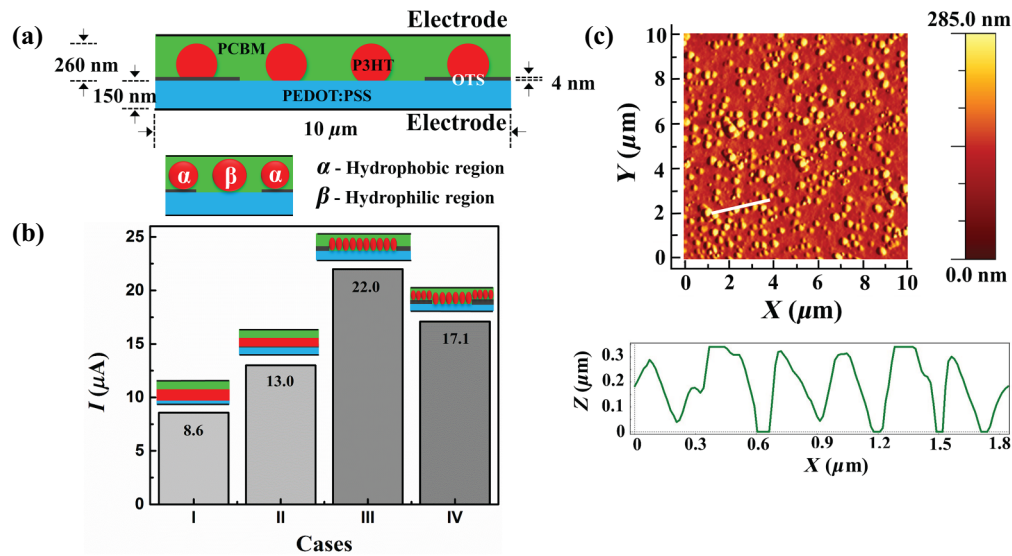 (a)
Electrode
PCBM
P3HT
OTS
PEDOT:PSS
260 nm
150 nm
4 nm
Electrode
10 μm
α β α
α - Hydrophobic region
β - Hydrophilic region
(b)
25
20
15
10
5
0
I (μA)
8.6
13.0
22.0
17.1
I II III IV
Cases
(c)
10
8
6
4
2
0
Y (μm)
0 2 4 6 8 10
X (μm)
285.0 nm
0.0 nm
0.3
0.2
0.1
0
Z (μm)
0 0.3 0.6 0.9 1.2 1.5 1.8
X (μm)